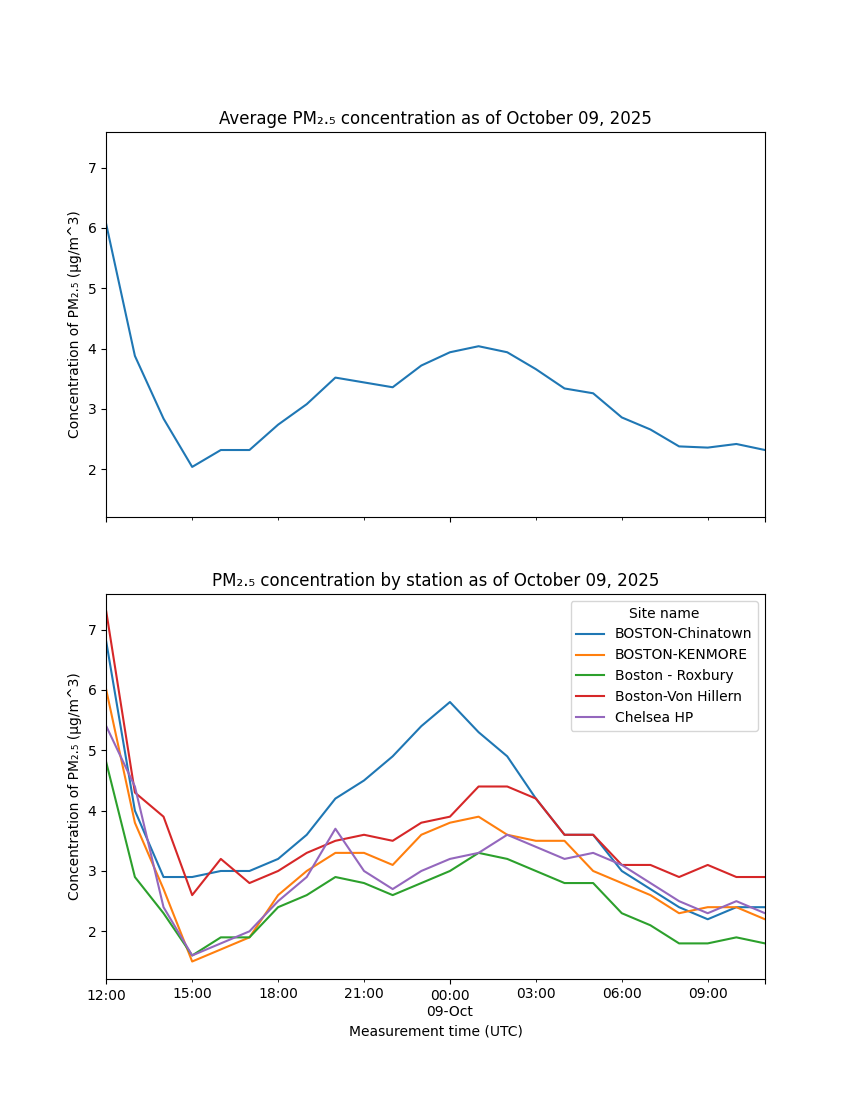 Average PM₂.₅ concentration as of October 09, 2025
Concentration of PM₂.₅ (µg/m^3)
7
6
5
4
3
2
PM₂.₅ concentration by station as of October 09, 2025
Concentration of PM₂.₅ (µg/m^3)
7
6
5
4
3
2
Site name
BOSTON-Chinatown
BOSTON-KENMORE
Boston - Roxbury
Boston-Von Hillern
Chelsea HP
12:00 15:00 18:00 21:00 00:00 03:00 06:00 09:00
09-Oct
Measurement time (UTC)